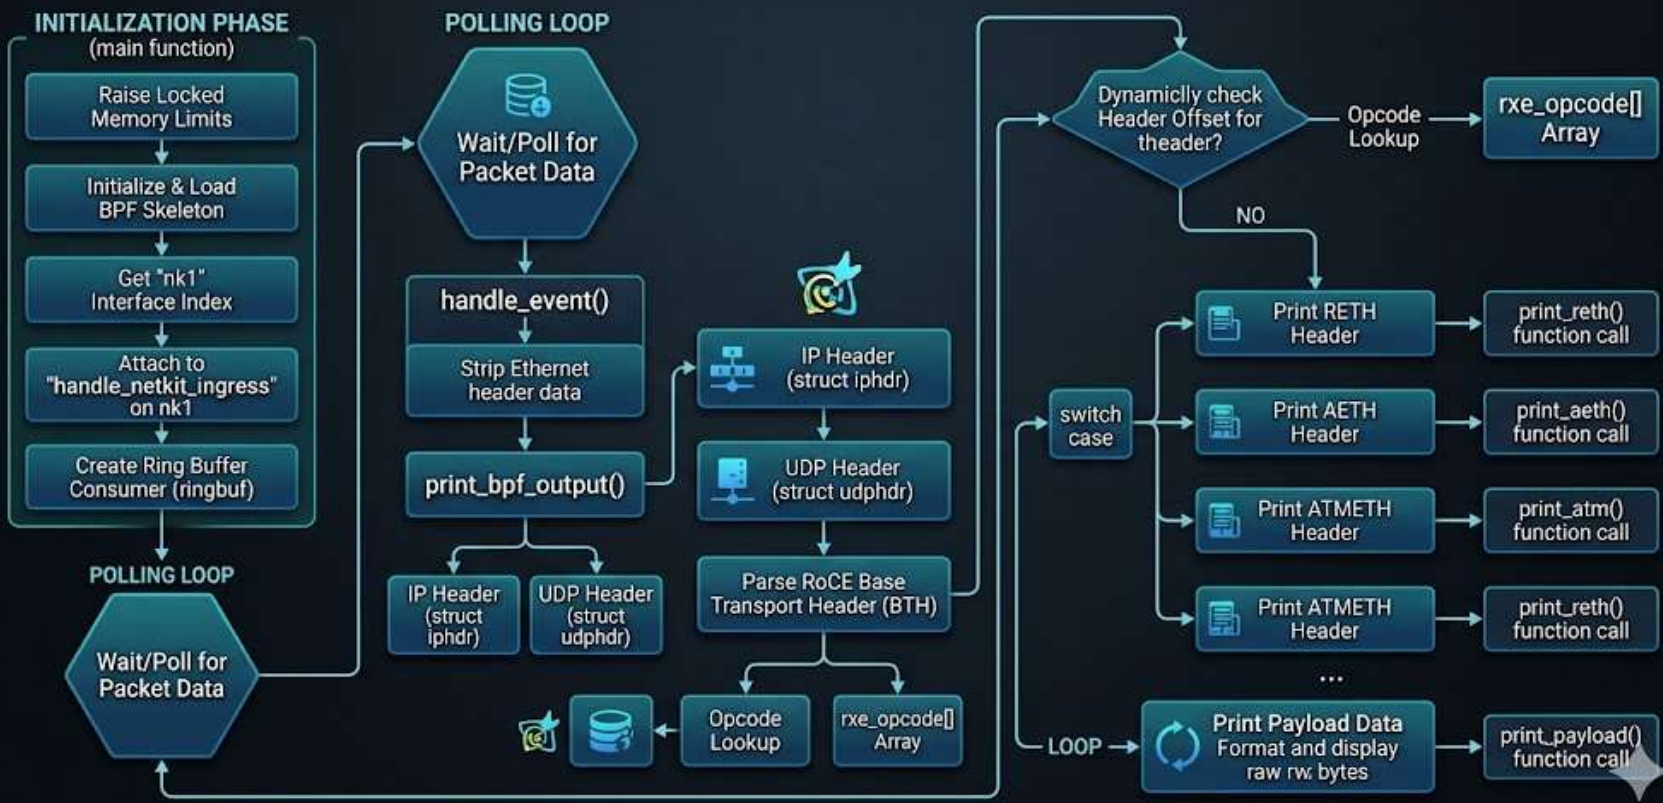 INITIALIZATION PHASE
(main function)
Raise Locked
Memory Limits
Initialize & Load
BPF Skeleton
Get "nk1"
Interface Index
Attach to
"handle_netkit_ingress"
on nk1
Create Ring Buffer
Consumer (ringbuf)
POLLING LOOP
Wait/Poll for
Packet Data
POLLING LOOP
Wait/Poll for
Packet Data
handle_event()
Strip Ethernet
header data
print_bpf_output()
IP Header
(struct
iphdr)
UDP Header
(struct
udphdr)
IP Header
(struct iphdr)
UDP Header
(struct udphdr)
Parse RoCE Base
Transport Header (BTH)
Opcode
Lookup
rxe_opcode[]
Array
Dynamiclly check
Header Offset for
theader?
Opcode
Lookup
rxe_opcode[]
Array
NO
switch
case
Print RETH
Header
print_reth()
function call
Print AETH
Header
print_aeth()
function call
Print ATMETH
Header
print_atm()
function call
Print ATMETH
Header
print_reth()
function call
...
LOOP
Print Payload Data
Format and display
raw rw: bytes
print_payload()
function call